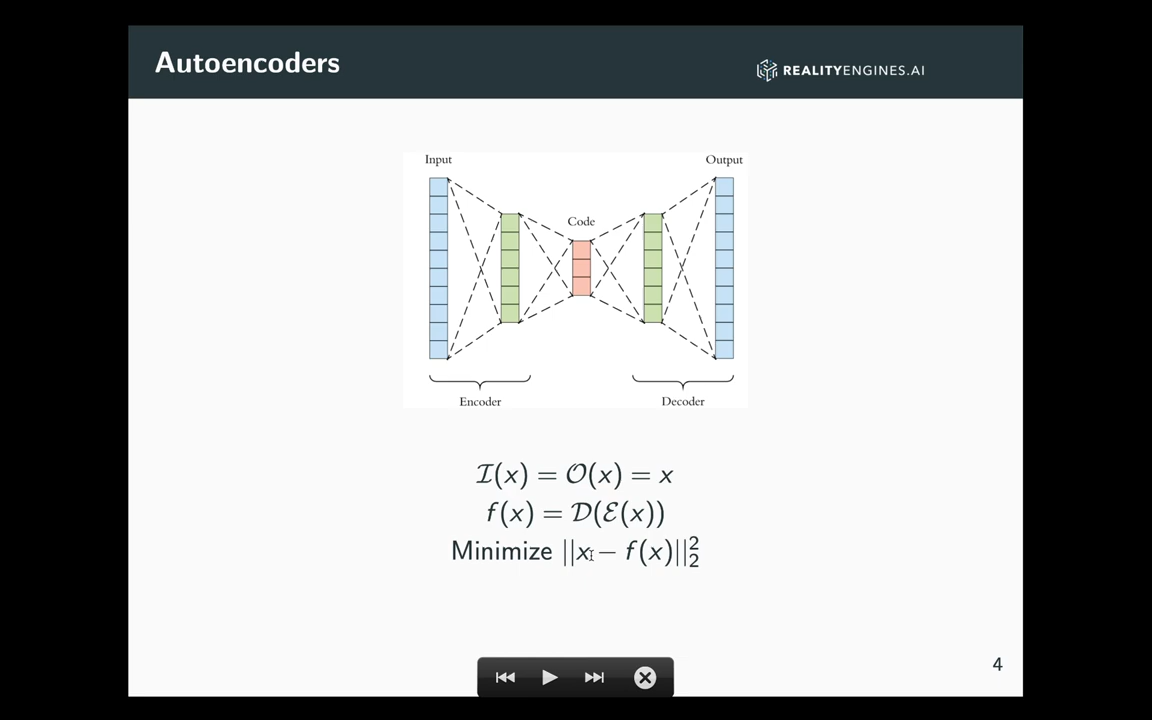 Autoencoders
REALITYENGINES.AI
Input
Output
Code
Encoder
Decoder
ℐ(x) = 𝒪(x) = x
f(x) = 𝒟(ℰ(x))
Minimize ||x − f(x)||₂²
4